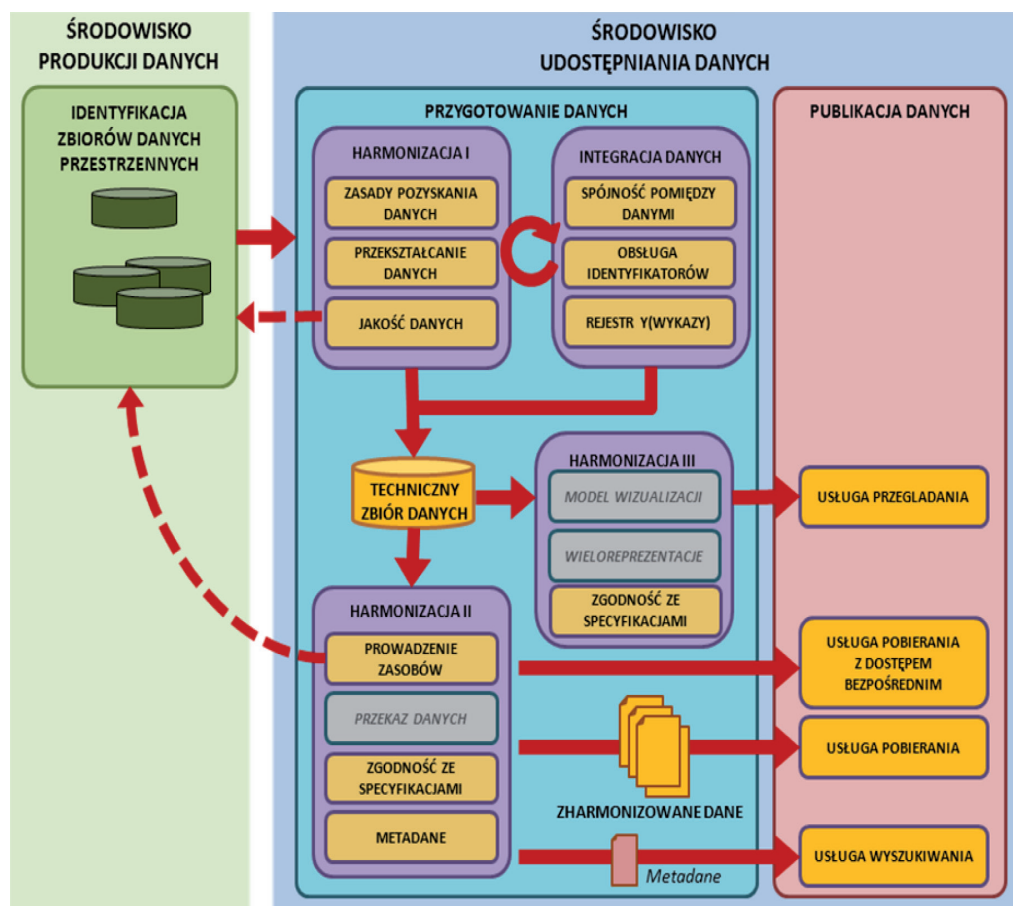 ŚRODOWISKO
PRODUKCJI DANYCH
IDENTYFIKACJA
ZBIORÓW DANYCH
PRZESTRZENNYCH
ŚRODOWISKO
UDOSTĘPNIANIA DANYCH
PRZYGOTOWANIE DANYCH
HARMONIZACJA I
ZASADY POZYSKANIA
DANYCH
PRZEKSZTAŁCANIE
DANYCH
JAKOŚĆ DANYCH
INTEGRACJA DANYCH
SPÓJNOŚĆ POMIĘDZY
DANYMI
OBSŁUGA
IDENTYFIKATORÓW
REJESTR Y(WYKAZY)
TECHNICZNY
ZBIÓR DANYCH
HARMONIZACJA III
MODEL WIZUALIZACJI
WIELOREPREZENTACJE
ZGODNOŚĆ ZE
SPECYFIKACJAMI
HARMONIZACJA II
PROWADZENIE
ZASOBÓW
PRZEKAZ DANYCH
ZGODNOŚĆ ZE
SPECYFIKACJAMI
METADANE
ZHARMONIZOWANE DANE
Metadane
PUBLIKACJA DANYCH
USŁUGA PRZEGLADANIA
USŁUGA POBIERANIA
Z DOSTĘPEM
BEZPOŚREDNIM
USŁUGA POBIERANIA
USŁUGA WYSZUKIWANIA